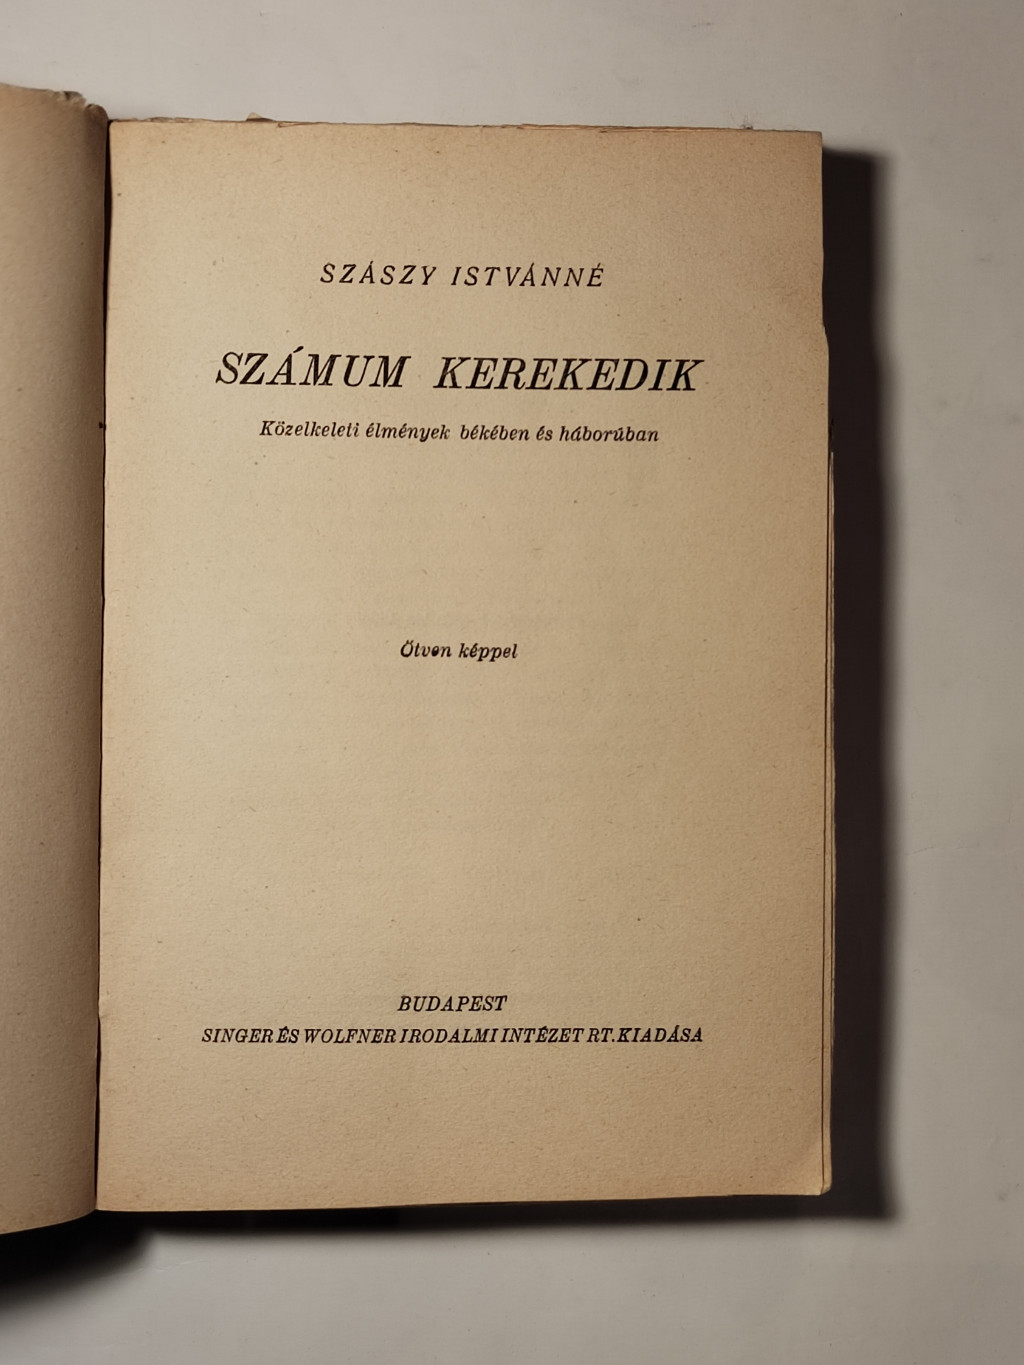 SZÁSZY ISTVÁNNÉ
SZÁMUM KEREKEDIK
Közelkeleti élmények békében és háborúban
Ötven képpel
BUDAPEST
SINGER ÉS WOLFNER IRODALMI INTÉZET RT. KIADÁSA